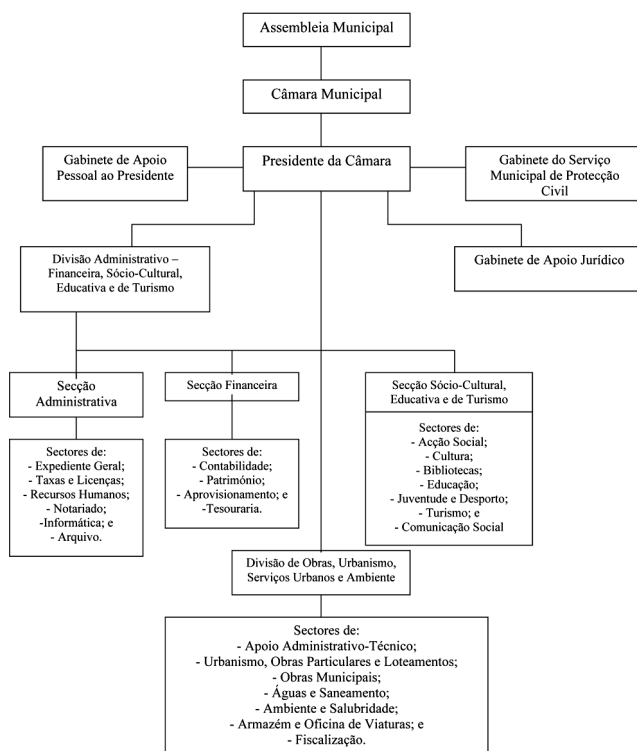 Assembleia Municipal
Câmara Municipal
Gabinete de Apoio
Pessoal ao Presidente
Presidente da Câmara
Gabinete do Serviço
Municipal de Protecção
Civil
Divisão Administrativo –
Financeira, Sócio-Cultural,
Educativa e de Turismo
Gabinete de Apoio Jurídico
Secção
Administrativa
Secção Financeira
Secção Sócio-Cultural,
Educativa e de Turismo
Sectores de:
- Expediente Geral;
- Taxas e Licenças;
- Recursos Humanos;
- Notariado;
-Informática; e
- Arquivo.
Sectores de:
- Contabilidade;
- Património;
- Aprovisionamento; e
-Tesouraria.
Sectores de:
- Acção Social;
- Cultura;
- Bibliotecas;
- Educação;
- Juventude e Desporto;
- Turismo; e
- Comunicação Social
Divisão de Obras, Urbanismo,
Serviços Urbanos e Ambiente
Sectores de:
- Apoio Administrativo-Técnico;
- Urbanismo, Obras Particulares e Loteamentos;
- Obras Municipais;
- Águas e Saneamento;
- Ambiente e Salubridade;
- Armazém e Oficina de Viaturas; e
- Fiscalização.